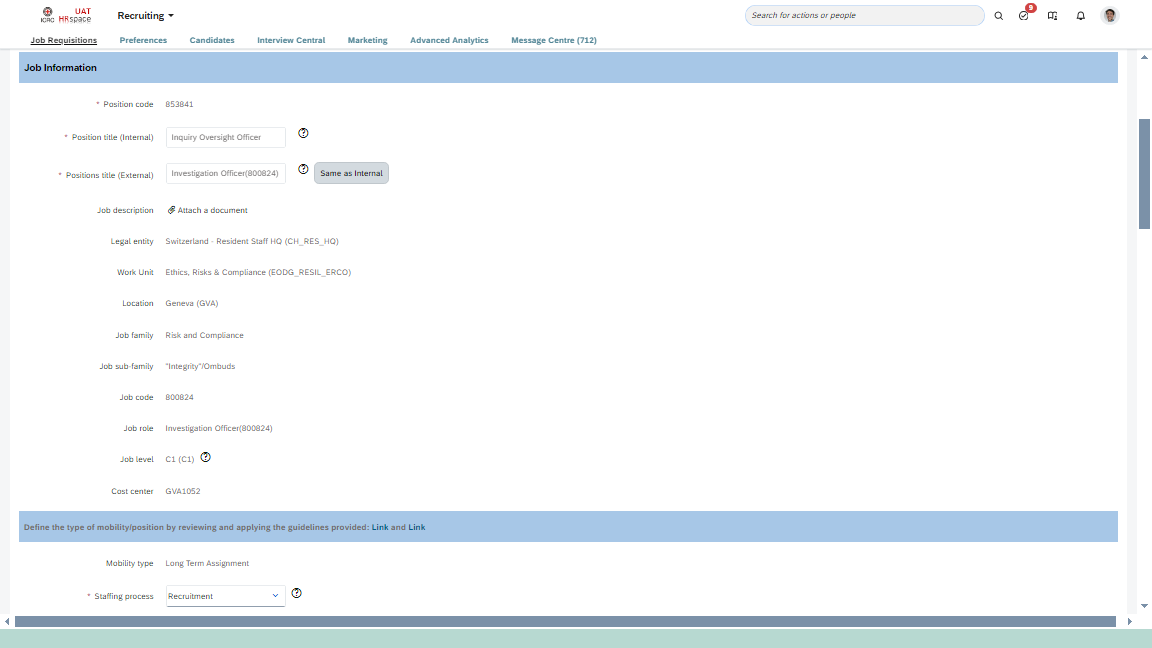 ICRC UAT HRspace
Recruiting
Search for actions or people
9
Job Requisitions Preferences Candidates Interview Central Marketing Advanced Analytics Message Centre (712)
Job Information
* Position code 853841
* Position title (Internal) Inquiry Oversight Officer
* Positions title (External) Investigation Officer(800824) Same as Internal
Job description Attach a document
Legal entity Switzerland - Resident Staff HQ (CH_RES_HQ)
Work Unit Ethics, Risks & Compliance (EODG_RESIL_ERCO)
Location Geneva (GVA)
Job family Risk and Compliance
Job sub-family "Integrity"/Ombuds
Job code 800824
Job role Investigation Officer(800824)
Job level C1 (C1)
Cost center GVA1052
Define the type of mobility/position by reviewing and applying the guidelines provided: Link and Link
Mobility type Long Term Assignment
* Staffing process Recruitment